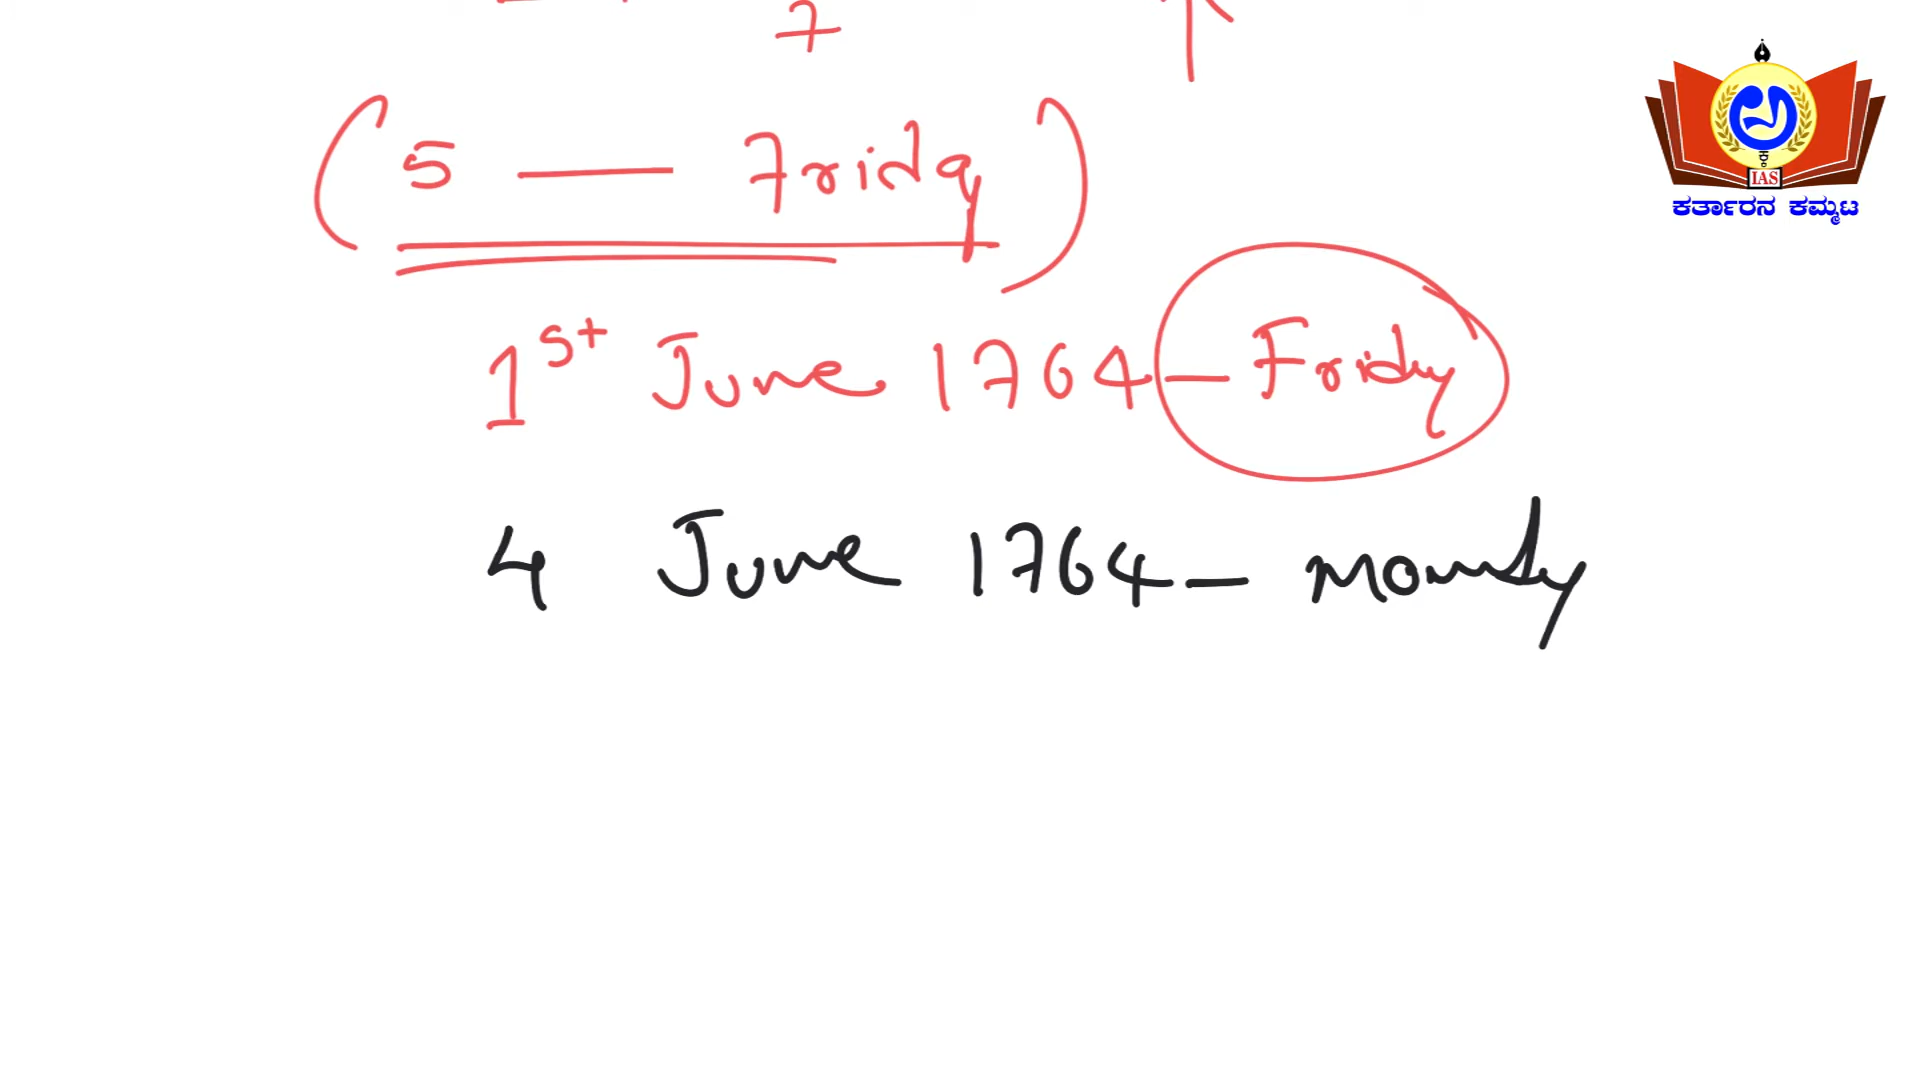 7
(5 — Friday)
1st June 1764 — Friday
4 June 1764 — Monday
IAS
ಕರ್ತಾರನ ಕಮ್ಮಟ